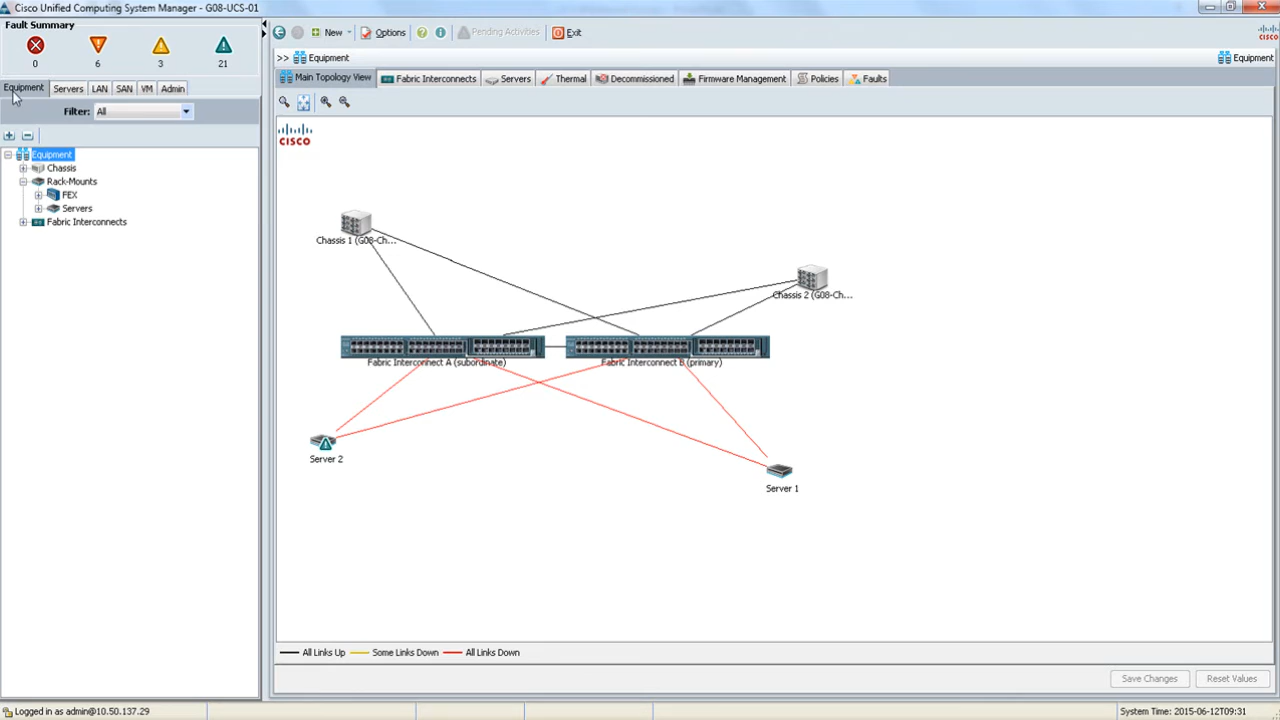 Cisco Unified Computing System Manager - G08-UCS-01
Fault Summary
0 6 3 21
New Options Pending Activities Exit
>> Equipment Equipment
Equipment Servers LAN SAN VM Admin
Main Topology View Fabric Interconnects Servers Thermal Decommissioned Firmware Management Policies Faults
Filter: All
Equipment
Chassis
Rack-Mounts
FEX
Servers
Fabric Interconnects
CISCO
Chassis 1 (G08-Ch...
Chassis 2 (G08-Ch...
Fabric Interconnect A (subordinate)
Fabric Interconnect B (primary)
Server 2
Server 1
All Links Up Some Links Down All Links Down
Save Changes Reset Values
Logged in as admin@10.50.137.29
System Time: 2015-06-12T09:31